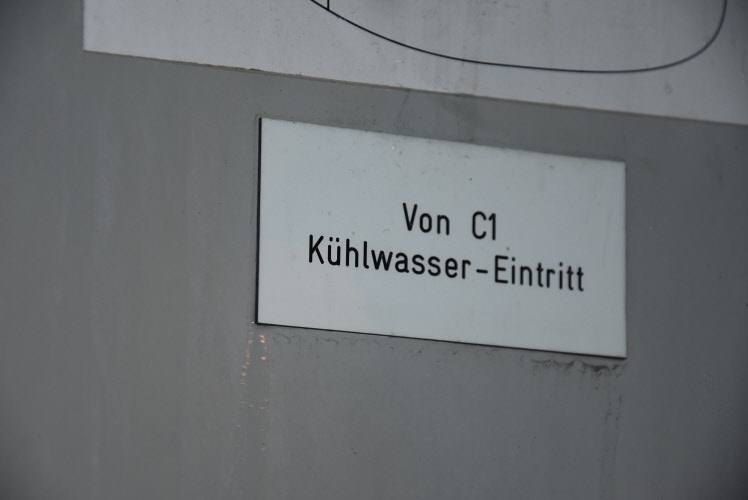 Von C1
Kühlwasser-Eintritt